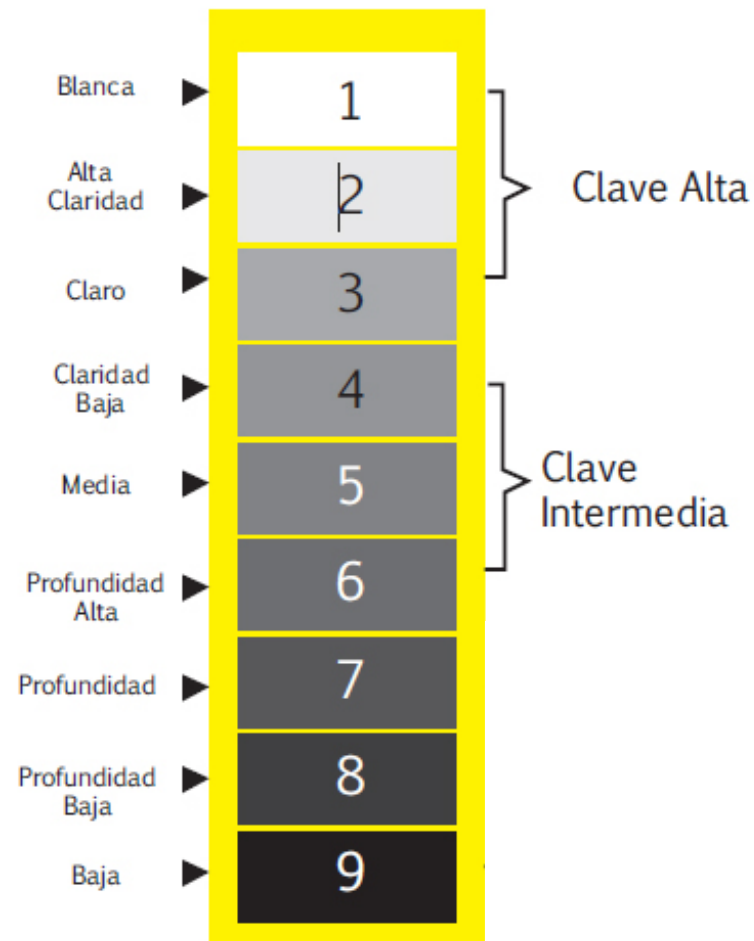 Blanca
1
Alta
Claridad
2
Clave Alta
Claro
3
Claridad
Baja
4
Media
5
Clave
Intermedia
Profundidad
Alta
6
Profundidad
7
Profundidad
Baja
8
Baja
9